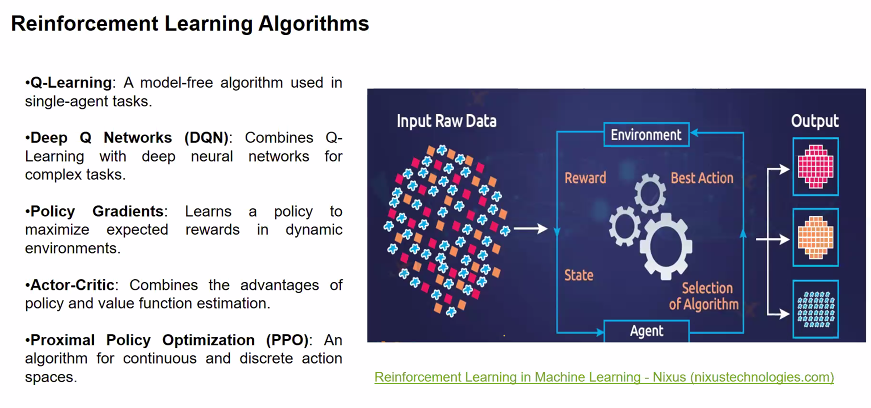 Reinforcement Learning Algorithms
•Q-Learning: A model-free algorithm used in
single-agent tasks.
•Deep Q Networks (DQN): Combines Q-
Learning with deep neural networks for
complex tasks.
•Policy Gradients: Learns a policy to
maximize expected rewards in dynamic
environments.
•Actor-Critic: Combines the advantages of
policy and value function estimation.
•Proximal Policy Optimization (PPO): An
algorithm for continuous and discrete action
spaces.
Input Raw Data
Environment
Output
Reward
Best Action
State
Selection
of Algorithm
Agent
Reinforcement Learning in Machine Learning - Nixus (nixustechnologies.com)